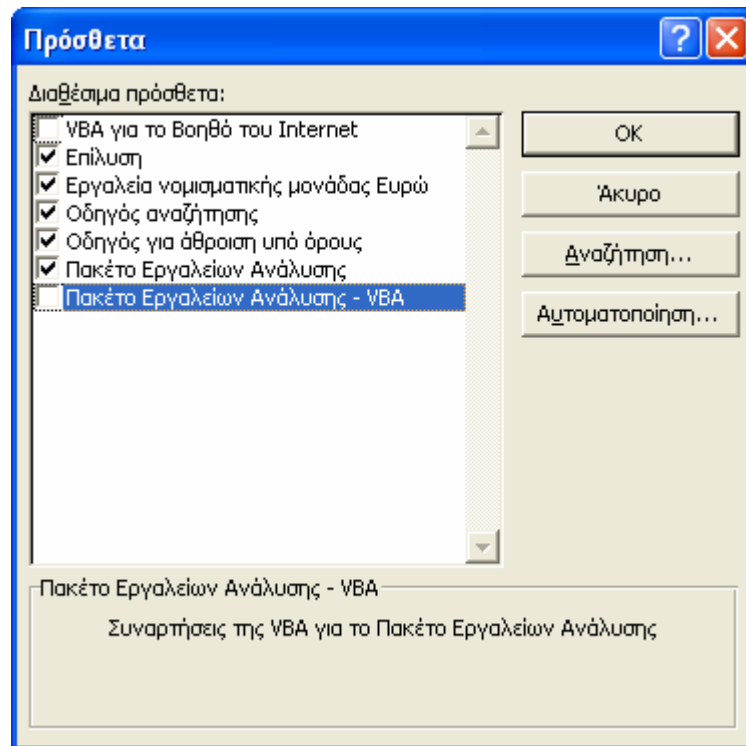 Πρόσθετα
Διαθέσιμα πρόσθετα:
VBA για το Βοηθό του Internet
Επίλυση
Εργαλεία νομισματικής μονάδας Ευρώ
Οδηγός αναζήτησης
Οδηγός για άθροιση υπό όρους
Πακέτο Εργαλείων Ανάλυσης
Πακέτο Εργαλείων Ανάλυσης - VBA
OK
Άκυρο
Αναζήτηση...
Αυτοματοποίηση...
Πακέτο Εργαλείων Ανάλυσης - VBA
Συναρτήσεις της VBA για το Πακέτο Εργαλείων Ανάλυσης